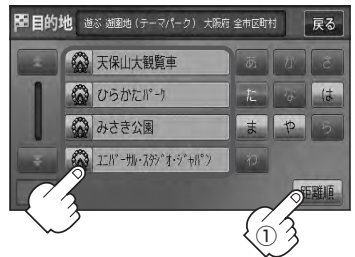 目的地 遊ぶ 遊園地（テーマパーク） 大阪府 全市区町村 戻る
天保山大観覧車 あ か さ
ひらかたﾊﾟｰｸ た な は
みさき公園 ま や ら
ﾕﾆﾊﾞｰｻﾙ・ｽﾀｼﾞｵ・ｼﾞｬﾊﾟﾝ わ
距離順
①